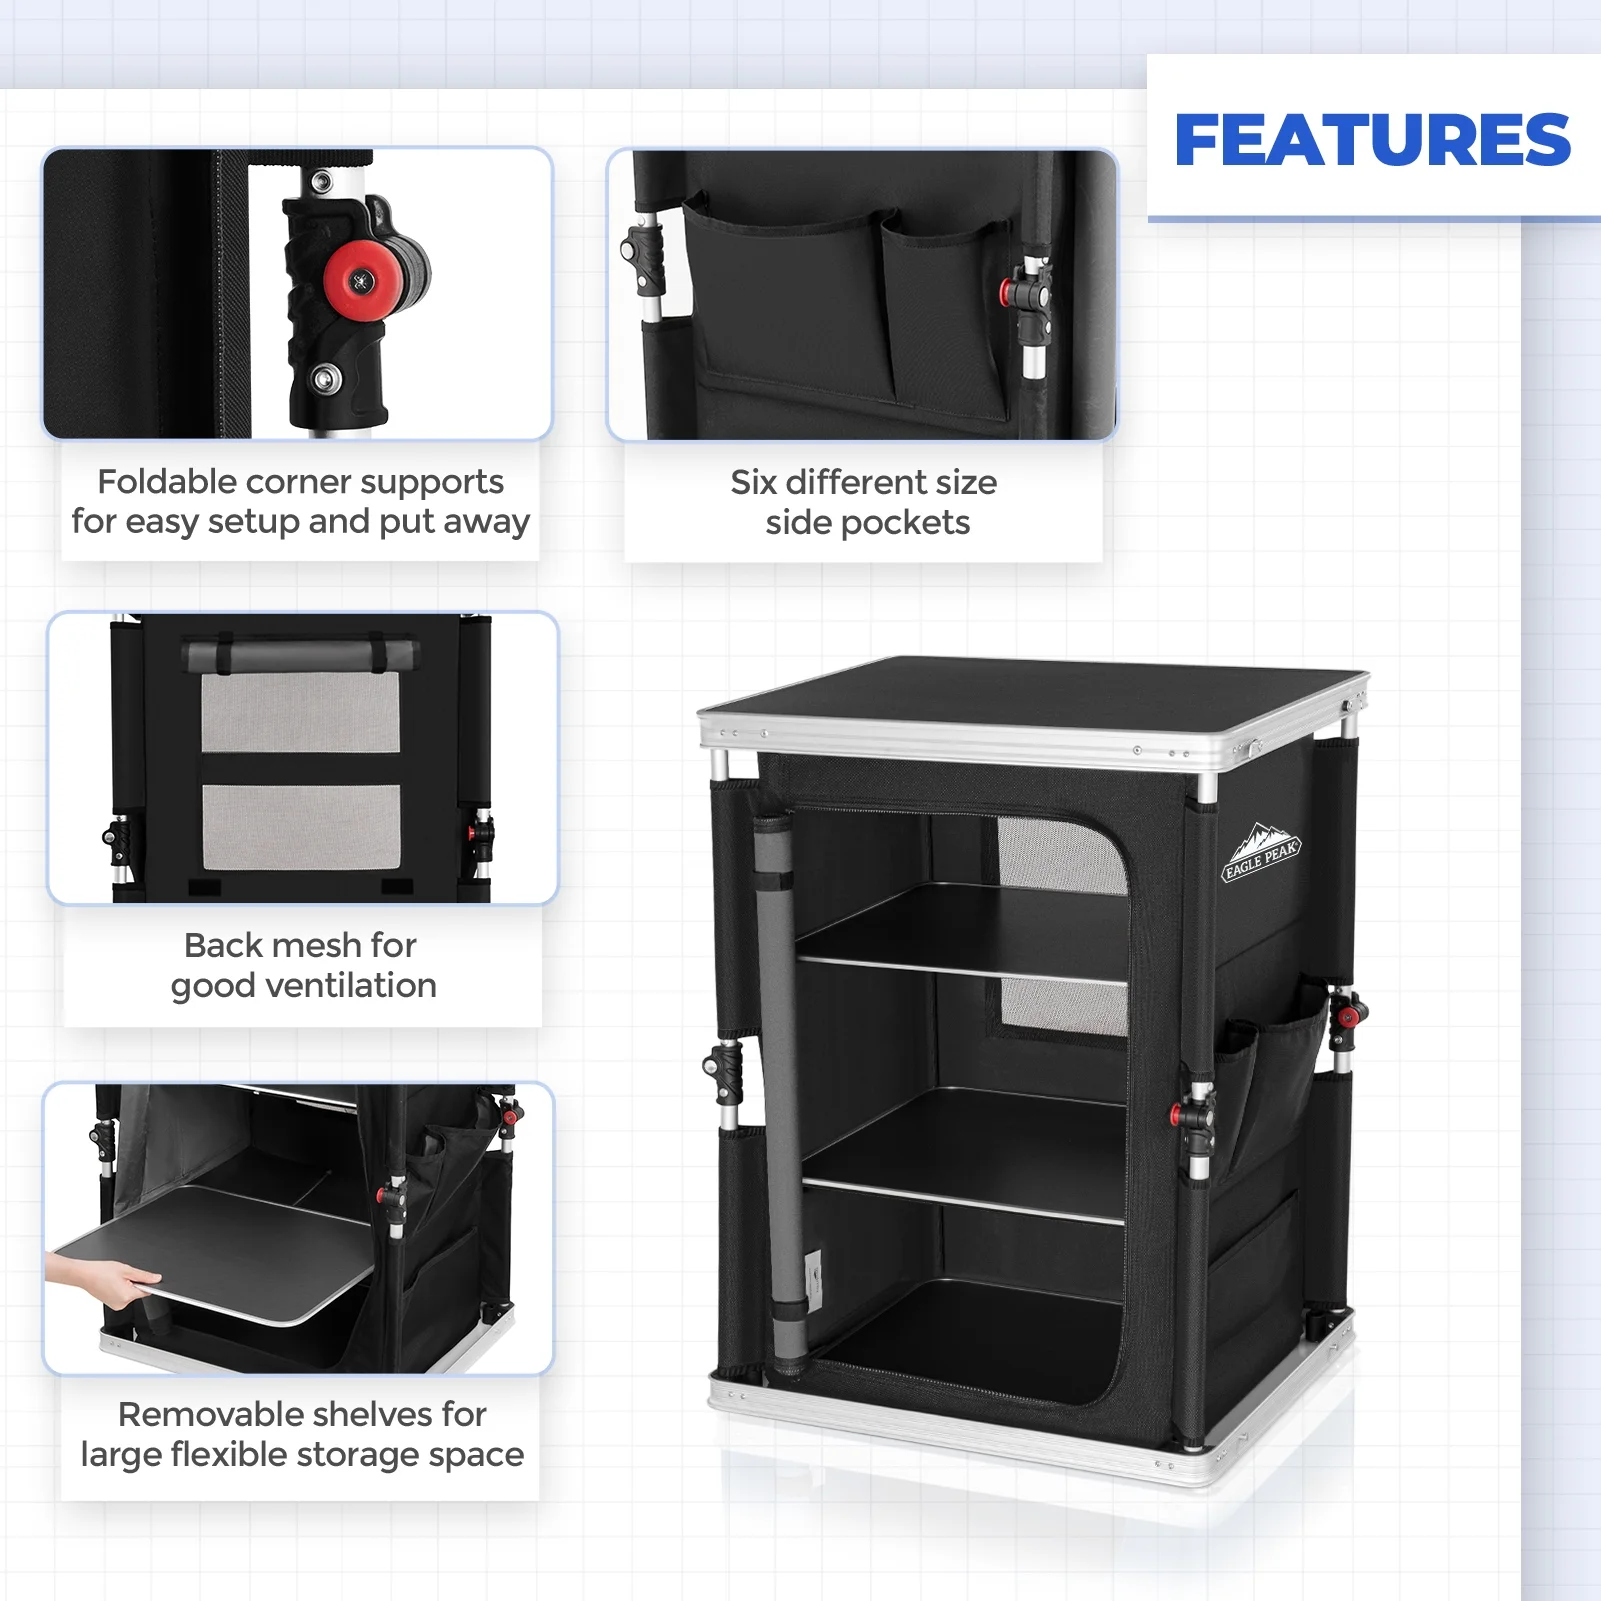 FEATURES
Foldable corner supports
for easy setup and put away
Six different size
side pockets
Back mesh for
good ventilation
EAGLE PEAK
Removable shelves for
large flexible storage space